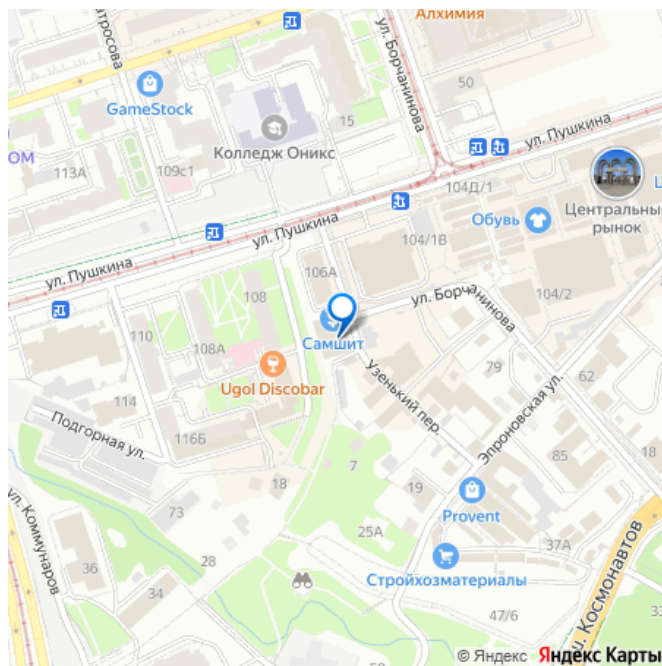 Алхимия
атросова
ул. Борчанинова
50
GameStock
15
ул. Пушкина
Колледж Оникс
ОМ
113А
109с1
104Д/1
Ц
Центральный
рынок
Обувь
ул. Пушкина
104/1В
ул. Пушкина
106А
108
ул. Борчанинова
104/2
110
Самшит
108А
Ugol Discobar
Узенький пер.
79
62
Эпроновская ул.
114
Подгорная ул.
116Б
18
85
7
18
19
Provent
73
25А
ул. Коммунаров
28
37А
36
34
Стройхозматериалы
ш. Космонавтов
47/6
33
© Яндекс Яндекс Карты